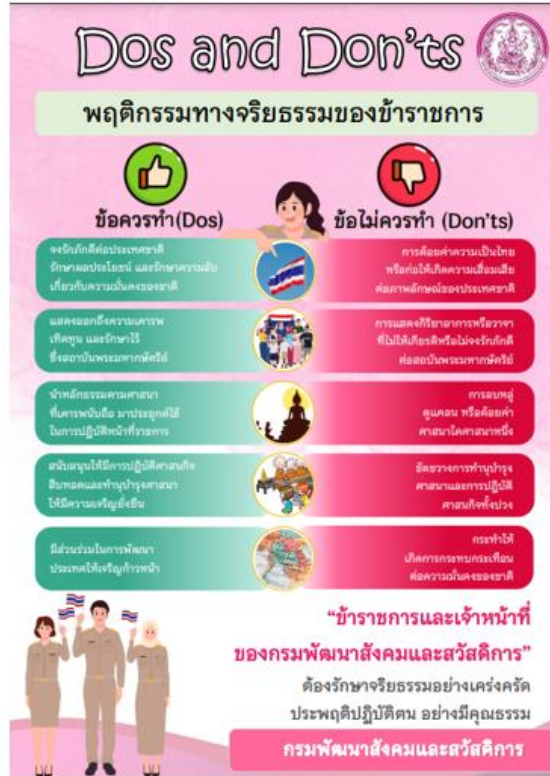 Dos and Don'ts
พฤติกรรมทางจริยธรรมของข้าราชการ
ข้อควรทำ(Dos)
ข้อไม่ควรทำ (Don'ts)
จงรักภักดีต่อประเทศชาติ
รักษาผลประโยชน์ และรักษาความลับ
เกี่ยวกับความมั่นคงของชาติ
การด้อยค่าความเป็นไทย
หรือก่อให้เกิดความเสื่อมเสีย
ต่อภาพลักษณ์ของประเทศชาติ
แสดงออกถึงความเคารพ
เทิดทูน และรักษาไว้
ซึ่งสถาบันพระมหากษัตริย์
การแสดงกิริยาอาการหรือวาจา
ที่ไม่ให้เกียรติหรือไม่จงรักภักดี
ต่อสถาบันพระมหากษัตริย์
นำหลักธรรมตามศาสนา
ที่เคารพนับถือ มาประยุกต์ใช้
ในการปฏิบัติหน้าที่ราชการ
การลบหลู่
ดูแคลน หรือด้อยค่า
ศาสนาใดศาสนาหนึ่ง
สนับสนุนให้มีการปฏิบัติศาสนกิจ
สืบทอดและทำนุบำรุงศาสนา
ให้มีความเจริญยั่งยืน
ขัดขวางการทำนุบำรุง
ศาสนาและการปฏิบัติ
ศาสนกิจทั้งปวง
มีส่วนร่วมในการพัฒนา
ประเทศให้เจริญก้าวหน้า
กระทำให้
เกิดการกระทบกระเทือน
ต่อความมั่นคงของชาติ
“ข้าราชการและเจ้าหน้าที่
ของกรมพัฒนาสังคมและสวัสดิการ”
ต้องรักษาจริยธรรมอย่างเคร่งครัด
ประพฤติปฏิบัติตน อย่างมีคุณธรรม
กรมพัฒนาสังคมและสวัสดิการ